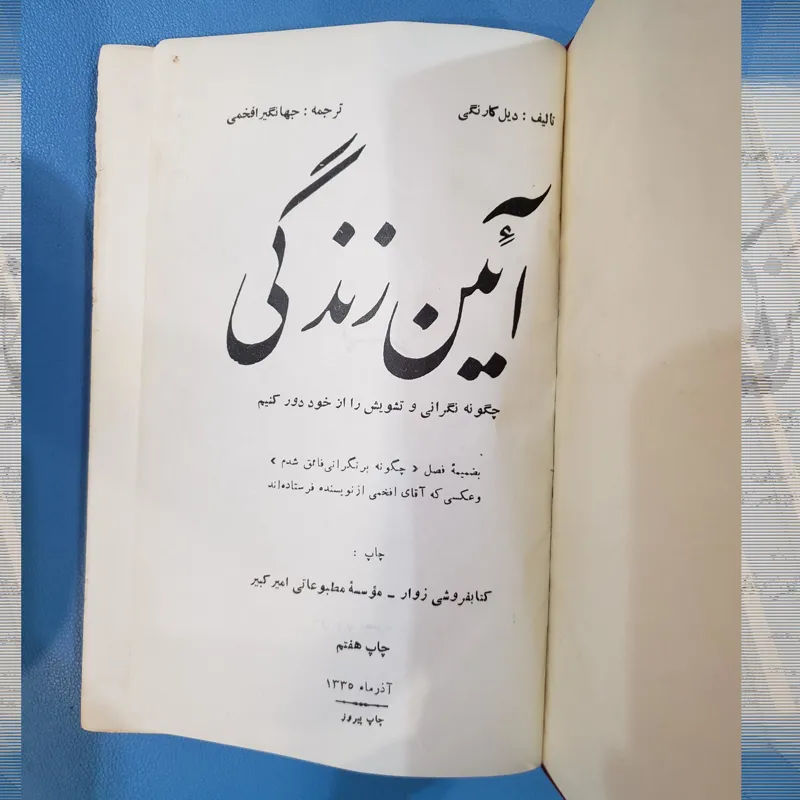 تالیف : دیل کارنگی ترجمه : جهانگیر افخمی
آئین زندگی
چگونه نگرانی و تشویش را از خود دور کنیم
بضمیمهٔ فصل « چگونه بر نگرانی فائق شدم »
و عکسی که آقای افخمی از نویسنده فرستاده‌اند
چاپ :
کتابفروشی زوار ـ مؤسسهٔ مطبوعاتی امیرکبیر
چاپ هفتم
آذرماه ۱۳۳۵
چاپ پیروز